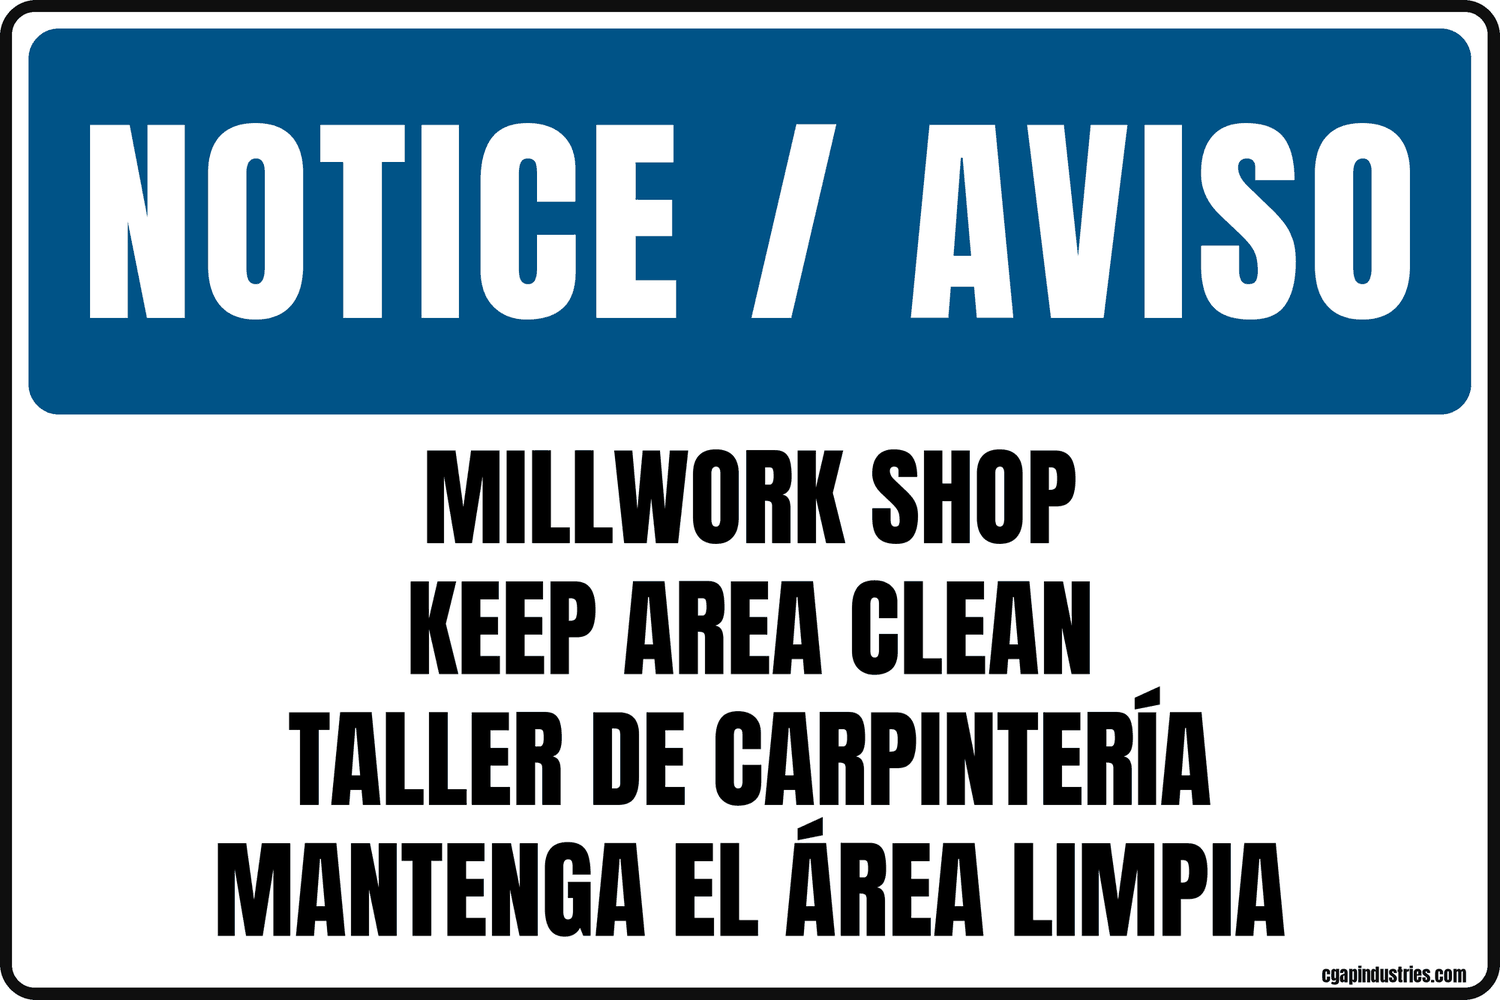 NOTICE / AVISO
MILLWORK SHOP
KEEP AREA CLEAN
TALLER DE CARPINTERÍA
MANTENGA EL ÁREA LIMPIA
cgapindustries.com